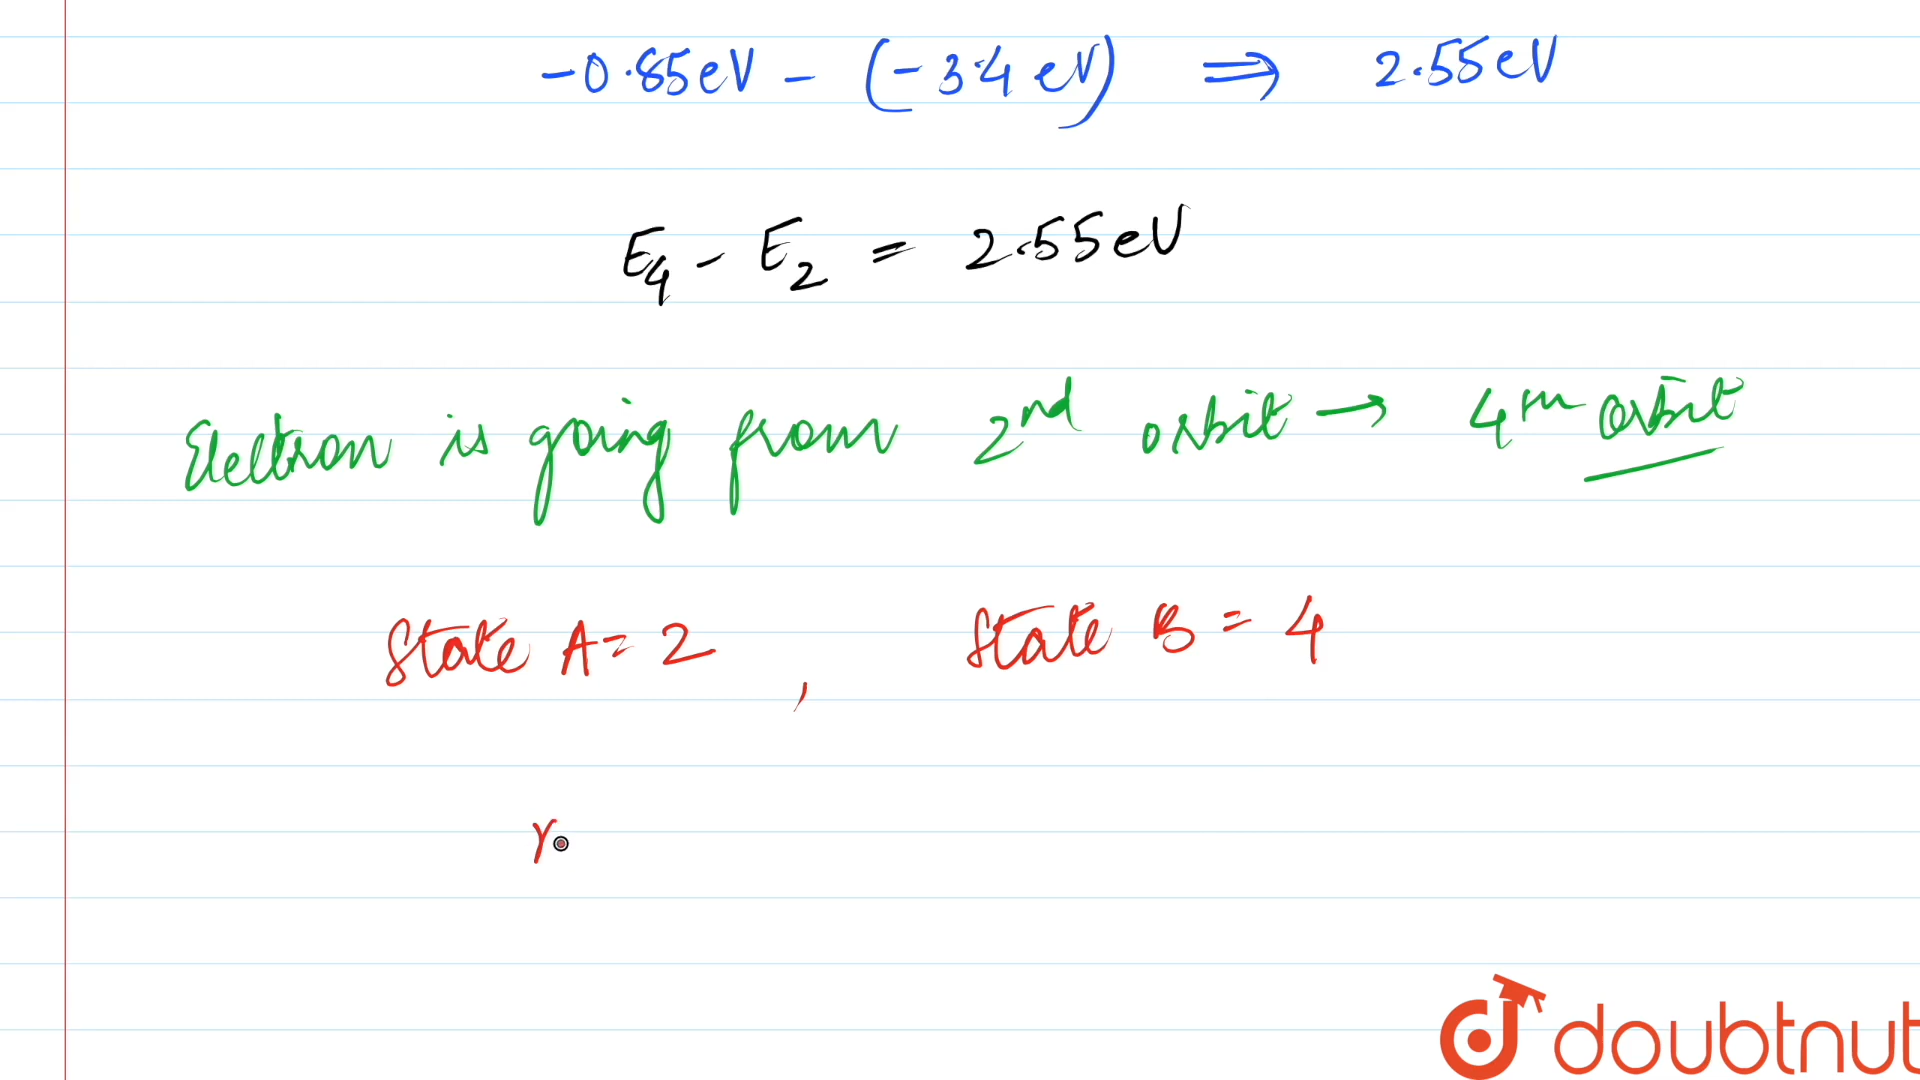 -0.85eV - (-3.4 eV) ⇒ 2.55eV
E₄ - E₂ = 2.55eV
Electron is going from 2nd orbit → 4th orbit
State A = 2 , State B = 4
r
doubtnut